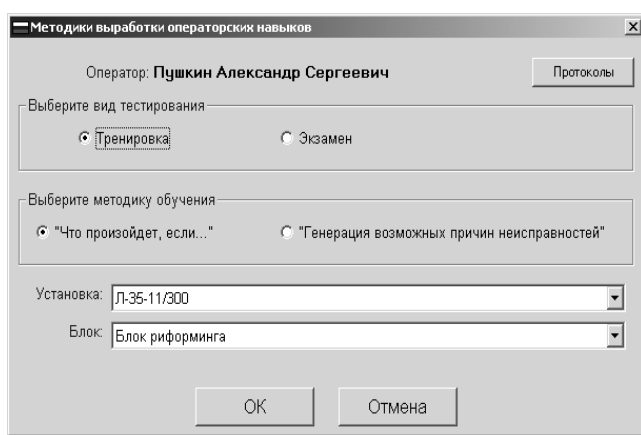 Методики выработки операторских навыков
Оператор: Пушкин Александр Сергеевич
Протоколы
Выберите вид тестирования
Тренировка
Экзамен
Выберите методику обучения
"Что произойдет, если..."
"Генерация возможных причин неисправностей"
Установка: Л-35-11/300
Блок: Блок риформинга
ОК
Отмена